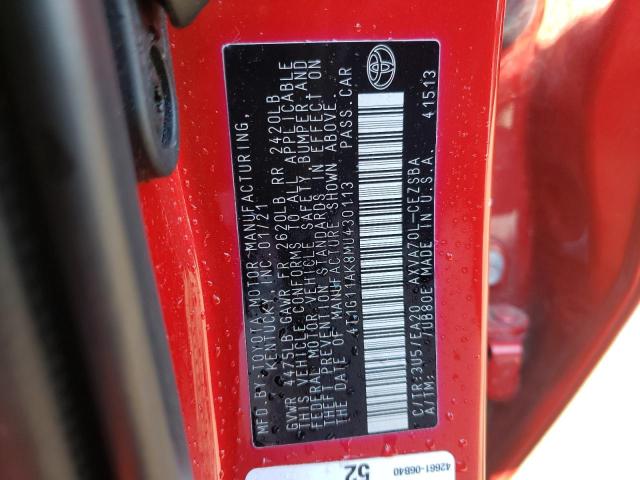 MFD. BY: TOYOTA MOTOR MANUFACTURING,
KENTUCKY, INC. 01/21
GVWR 4475LB GAWR FR 2620LB RR 2420LB
THIS VEHICLE CONFORMS TO ALL APPLICABLE
FEDERAL MOTOR VEHICLE SAFETY BUMPER, AND
THEFT PREVENTION STANDARDS IN EFFECT ON
THE DATE OF MANUFACTURE SHOWN ABOVE.
4T1G11AK8MU430113 PASS. CAR
C/TR:3U5/EA20 AXVA70L-CEZSBA
A/TM: /UB80E MADE IN U.S.A. 41513
52
42661-06B40